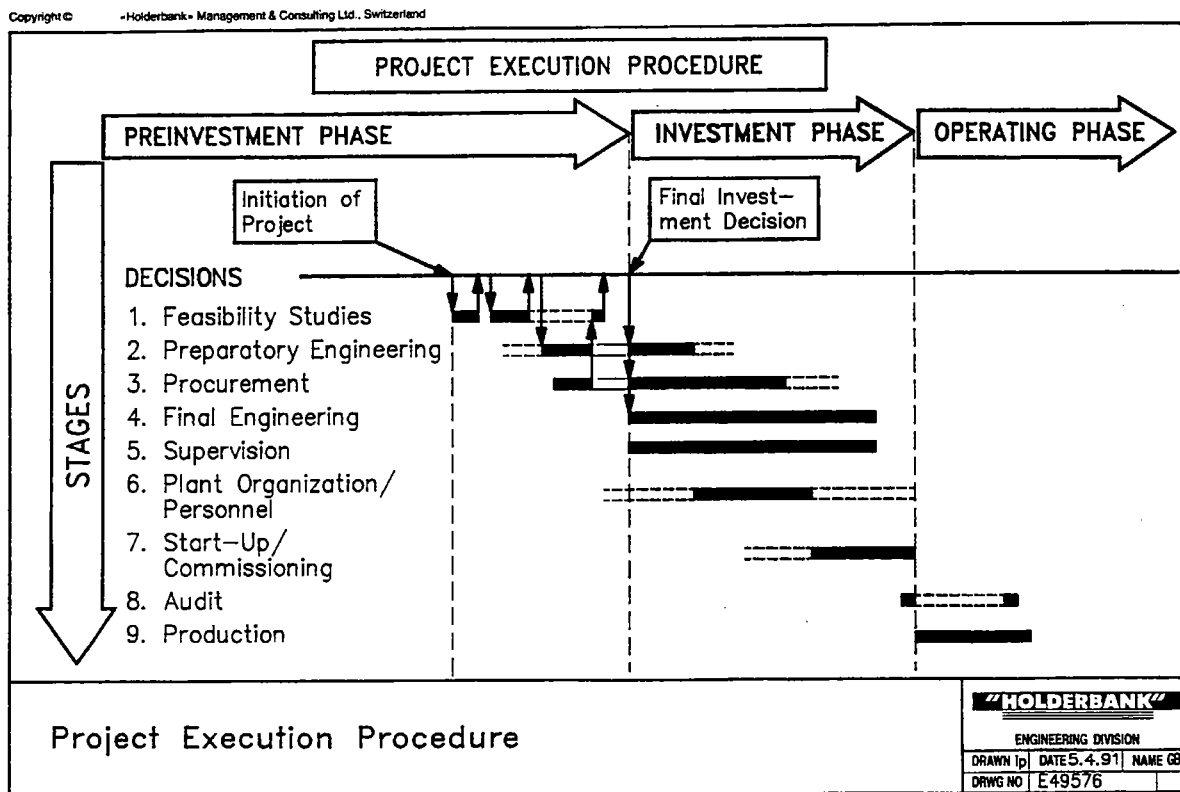 Copyright © «Holderbank» Management & Consulting Ltd., Switzerland
PROJECT EXECUTION PROCEDURE
PREINVESTMENT PHASE
INVESTMENT PHASE
OPERATING PHASE
Initiation of
Project
Final Invest-
ment Decision
STAGES
DECISIONS
1. Feasibility Studies
2. Preparatory Engineering
3. Procurement
4. Final Engineering
5. Supervision
6. Plant Organization/
Personnel
7. Start-Up/
Commissioning
8. Audit
9. Production
Project Execution Procedure
"HOLDERBANK"
ENGINEERING DIVISION
DRAWN lp DATE 5.4.91 NAME GB
DRWG NO E49576